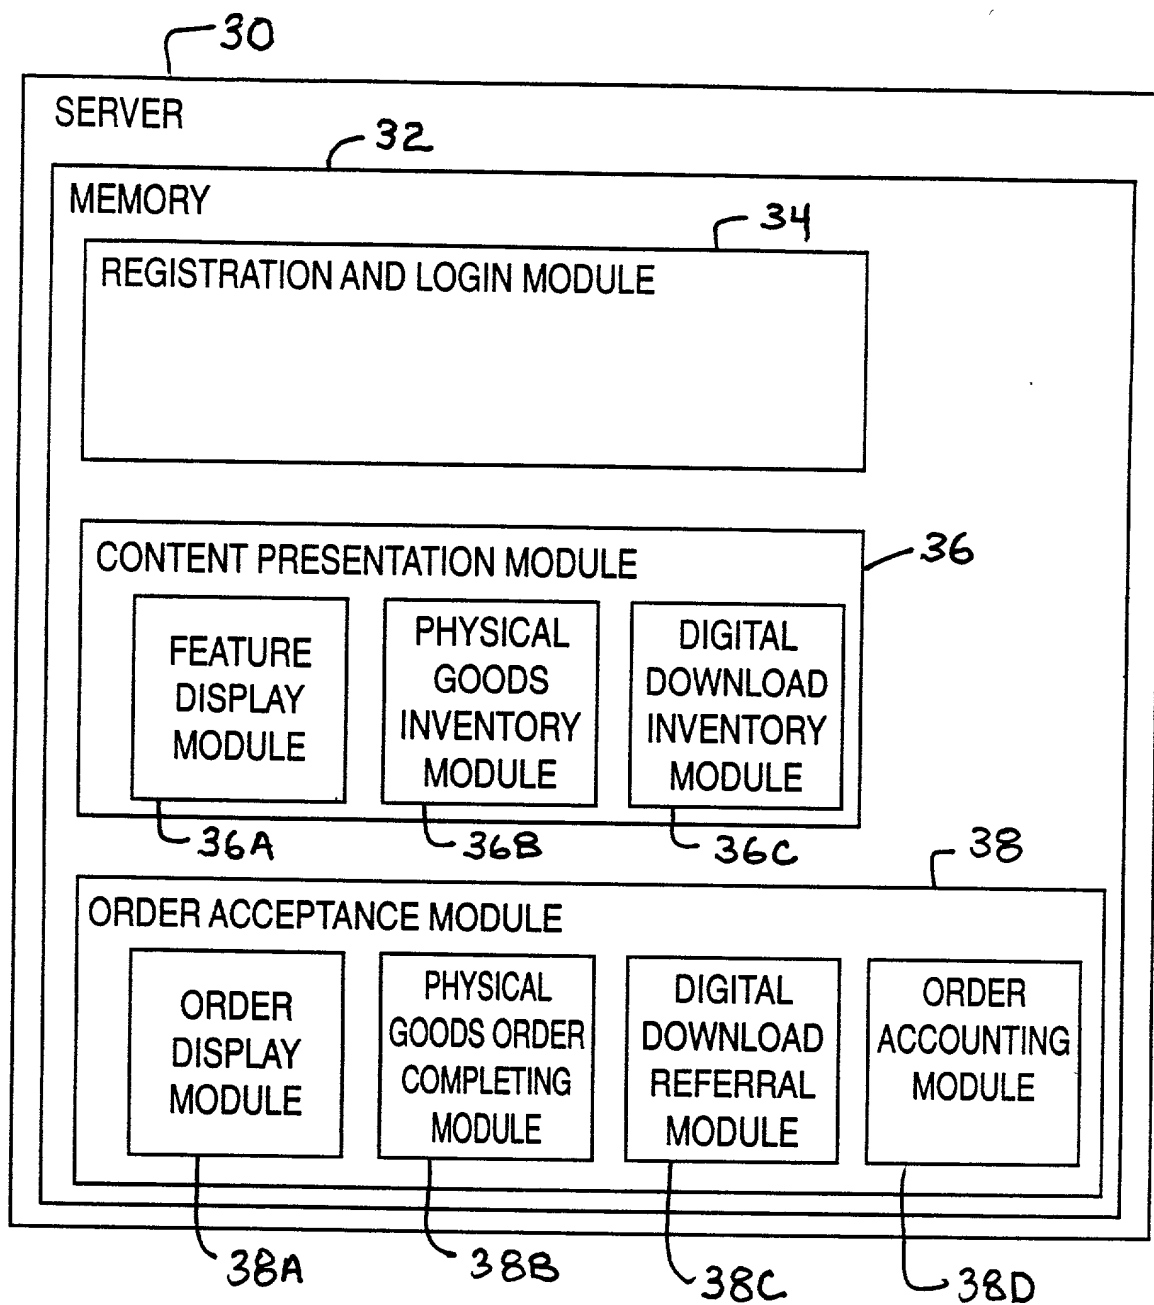 30
SERVER
32
MEMORY
34
REGISTRATION AND LOGIN MODULE
CONTENT PRESENTATION MODULE
36
FEATURE
DISPLAY
MODULE
PHYSICAL
GOODS
INVENTORY
MODULE
DIGITAL
DOWNLOAD
INVENTORY
MODULE
36A
36B
36C
38
ORDER ACCEPTANCE MODULE
ORDER
DISPLAY
MODULE
PHYSICAL
GOODS ORDER
COMPLETING
MODULE
DIGITAL
DOWNLOAD
REFERRAL
MODULE
ORDER
ACCOUNTING
MODULE
38A
38B
38C
38D